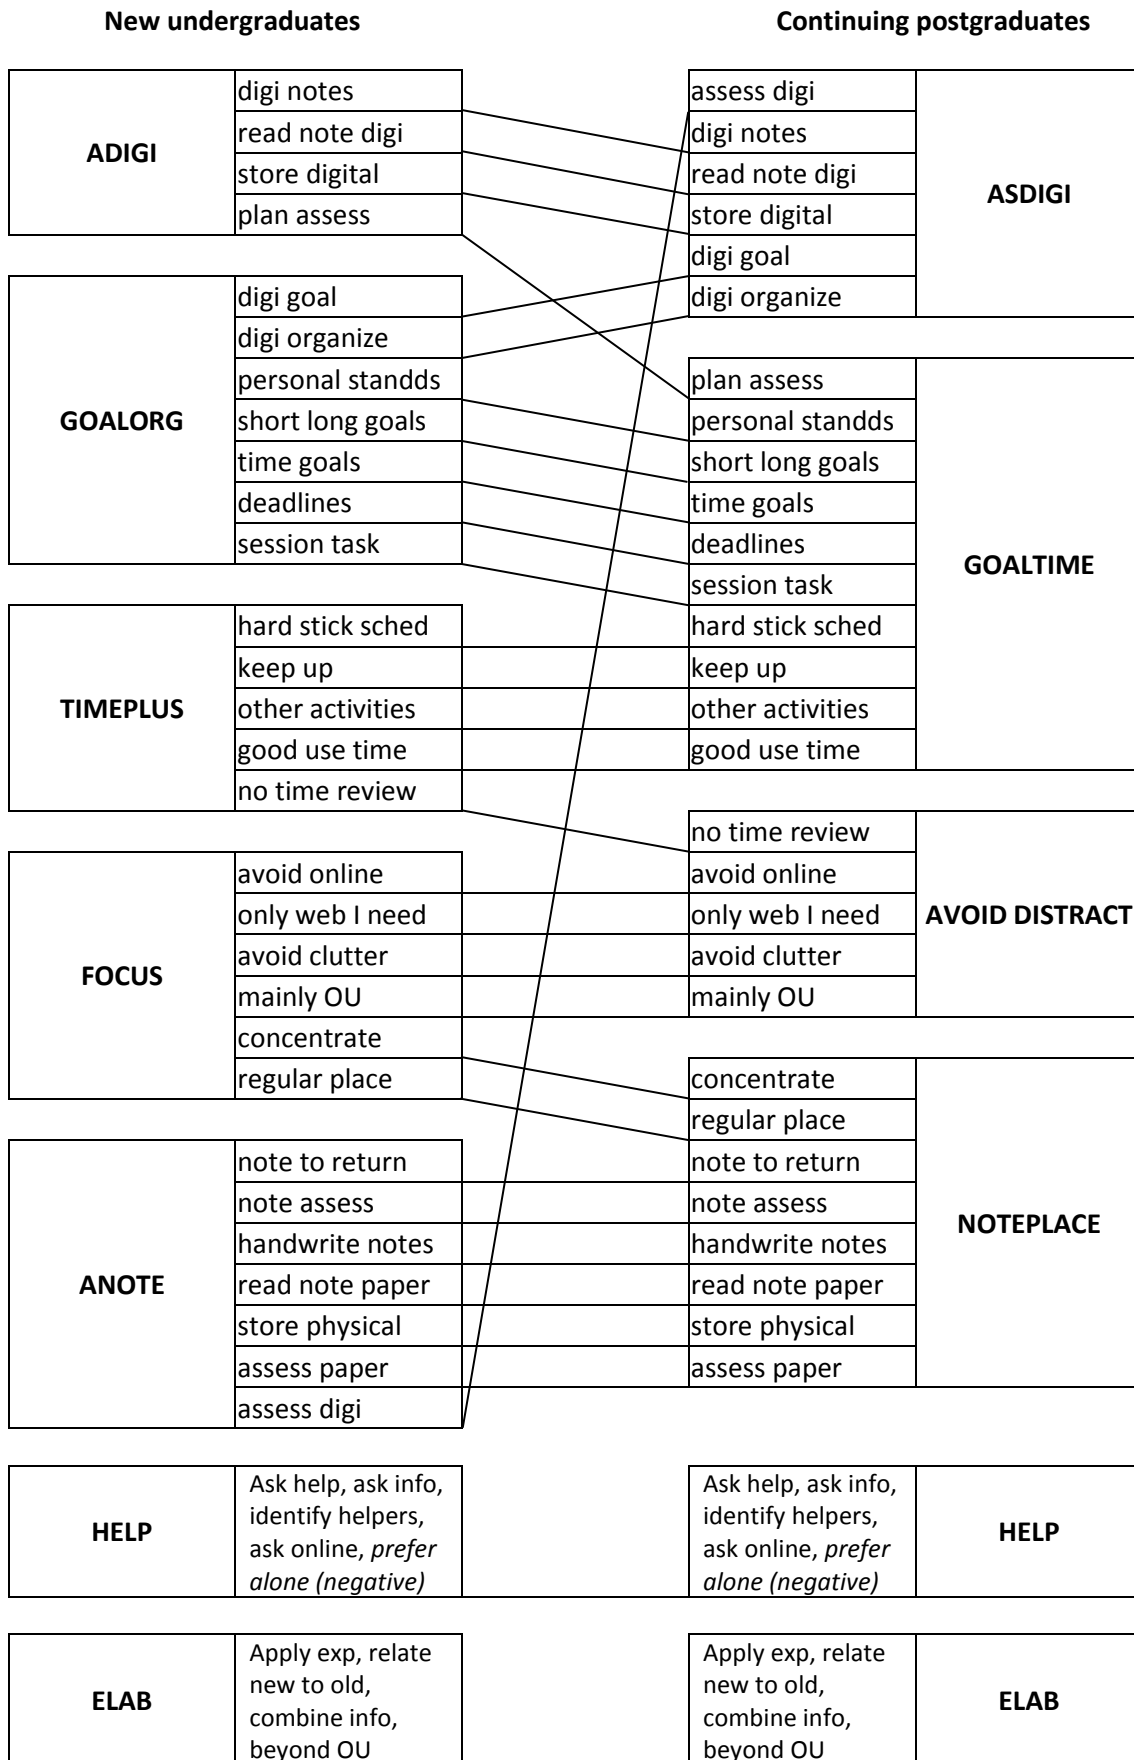 New undergraduates
Continuing postgraduates
ADIGI
digi notes
read note digi
store digital
plan assess
assess digi
digi notes
read note digi
store digital
digi goal
digi organize
ASDIGI
GOALORG
digi goal
digi organize
personal standds
short long goals
time goals
deadlines
session task
plan assess
personal standds
short long goals
time goals
deadlines
session task
hard stick sched
keep up
other activities
good use time
GOALTIME
TIMEPLUS
hard stick sched
keep up
other activities
good use time
no time review
no time review
avoid online
only web I need
avoid clutter
mainly OU
AVOID DISTRACT
FOCUS
avoid online
only web I need
avoid clutter
mainly OU
concentrate
regular place
concentrate
regular place
note to return
note assess
handwrite notes
read note paper
store physical
assess paper
NOTEPLACE
ANOTE
note to return
note assess
handwrite notes
read note paper
store physical
assess paper
assess digi
HELP
Ask help, ask info,
identify helpers,
ask online, prefer
alone (negative)
Ask help, ask info,
identify helpers,
ask online, prefer
alone (negative)
HELP
ELAB
Apply exp, relate
new to old,
combine info,
beyond OU
Apply exp, relate
new to old,
combine info,
beyond OU
ELAB